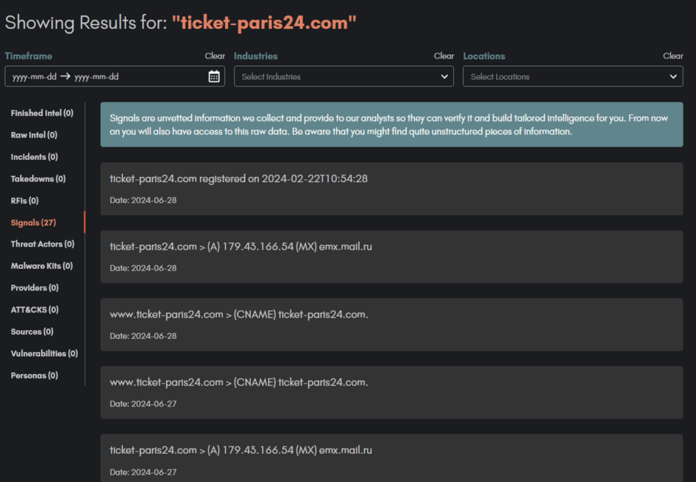 Showing Results for: "ticket-paris24.com"
Timeframe Clear Industries Clear Locations Clear
yyyy-mm-dd → yyyy-mm-dd Select Industries Select Locations
Finished Intel (0)
Raw Intel (0)
Incidents (0)
Takedowns (0)
RFIs (0)
Signals (27)
Threat Actors (0)
Malware Kits (0)
Providers (0)
ATT&CKS (0)
Sources (0)
Vulnerabilities (0)
Personas (0)
Signals are unvetted information we collect and provide to our analysts so they can verify it and build tailored intelligence for you. From now
on you will also have access to this raw data. Be aware that you might find quite unstructured pieces of information.
ticket-paris24.com registered on 2024-02-22T10:54:28
Date: 2024-06-28
ticket-paris24.com > (A) 179.43.166.54 (MX) emx.mail.ru
Date: 2024-06-28
www.ticket-paris24.com > (CNAME) ticket-paris24.com.
Date: 2024-06-28
www.ticket-paris24.com > (CNAME) ticket-paris24.com.
Date: 2024-06-27
ticket-paris24.com > (A) 179.43.166.54 (MX) emx.mail.ru
Date: 2024-06-27